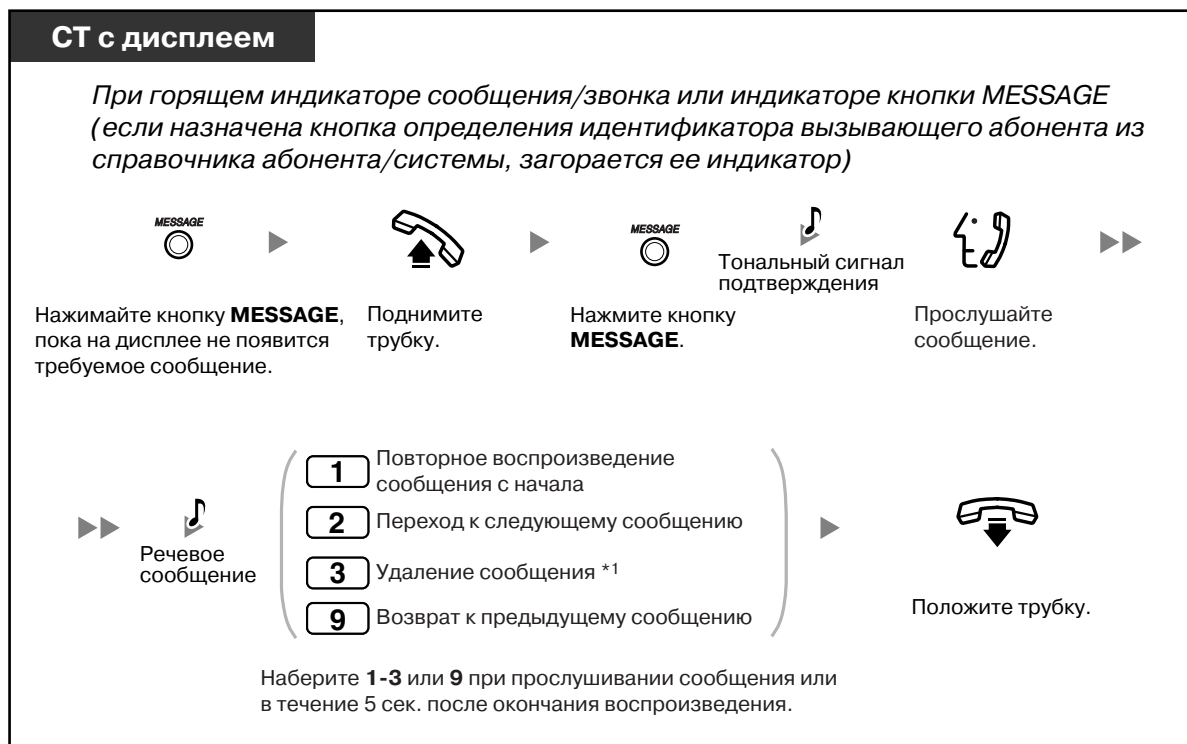 СТ с дисплеем
При горящем индикаторе сообщения/звонка или индикаторе кнопки MESSAGE
(если назначена кнопка определения идентификатора вызывающего абонента из
справочника абонента/системы, загорается ее индикатор)
MESSAGE
MESSAGE
Тональный сигнал
подтверждения
Нажимайте кнопку MESSAGE,
пока на дисплее не появится
требуемое сообщение.
Поднимите
трубку.
Нажмите кнопку
MESSAGE.
Прослушайте
сообщение.
Речевое
сообщение
1 Повторное воспроизведение
сообщения с начала
2 Переход к следующему сообщению
3 Удаление сообщения *1
9 Возврат к предыдущему сообщению
Положите трубку.
Наберите 1-3 или 9 при прослушивании сообщения или
в течение 5 сек. после окончания воспроизведения.